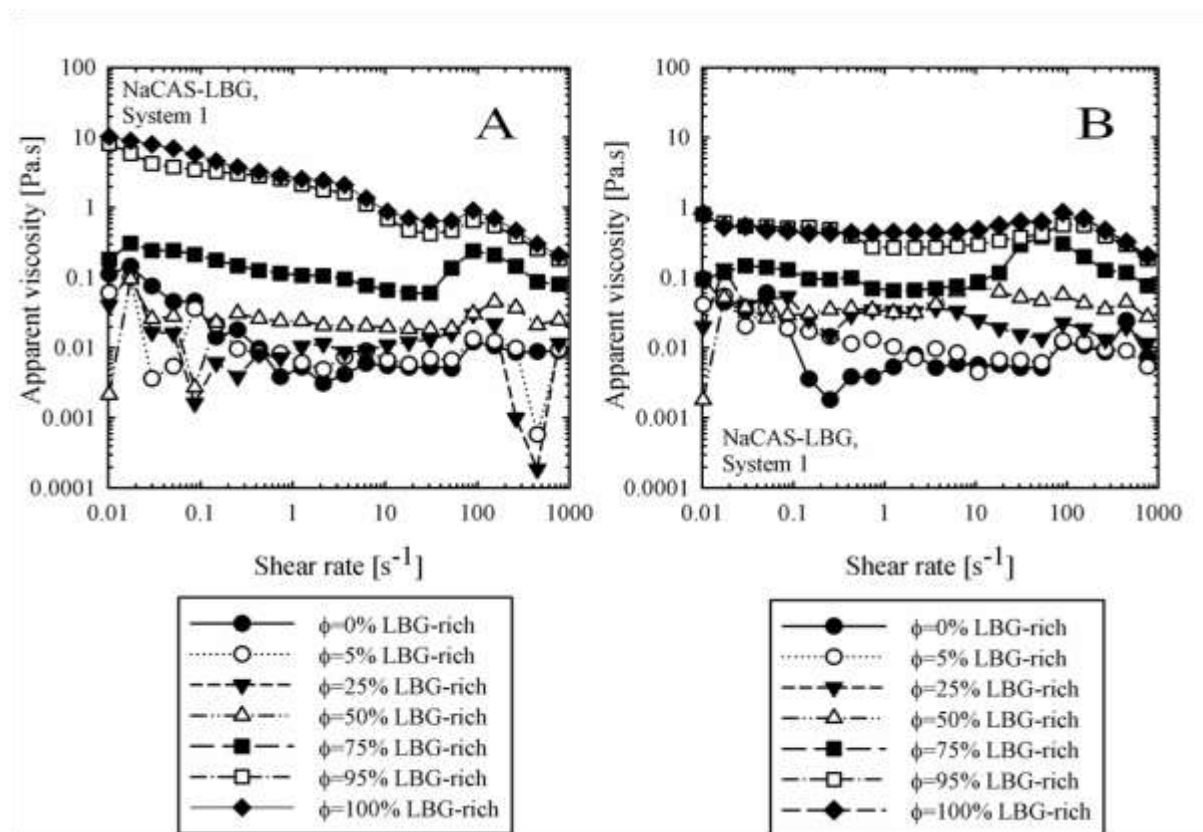 NaCAS-LBG,
System 1
A
100
10
1
0.1
0.01
0.001
0.0001
Apparent viscosity [Pa.s]
0.01 0.1 1 10 100 1000
Shear rate [s⁻¹]
ϕ=0% LBG-rich
ϕ=5% LBG-rich
ϕ=25% LBG-rich
ϕ=50% LBG-rich
ϕ=75% LBG-rich
ϕ=95% LBG-rich
ϕ=100% LBG-rich
B
100
10
1
0.1
0.01
0.001
0.0001
Apparent viscosity [Pa.s]
NaCAS-LBG,
System 1
0.01 0.1 1 10 100 1000
Shear rate [s⁻¹]
ϕ=0% LBG-rich
ϕ=5% LBG-rich
ϕ=25% LBG-rich
ϕ=50% LBG-rich
ϕ=75% LBG-rich
ϕ=95% LBG-rich
ϕ=100% LBG-rich